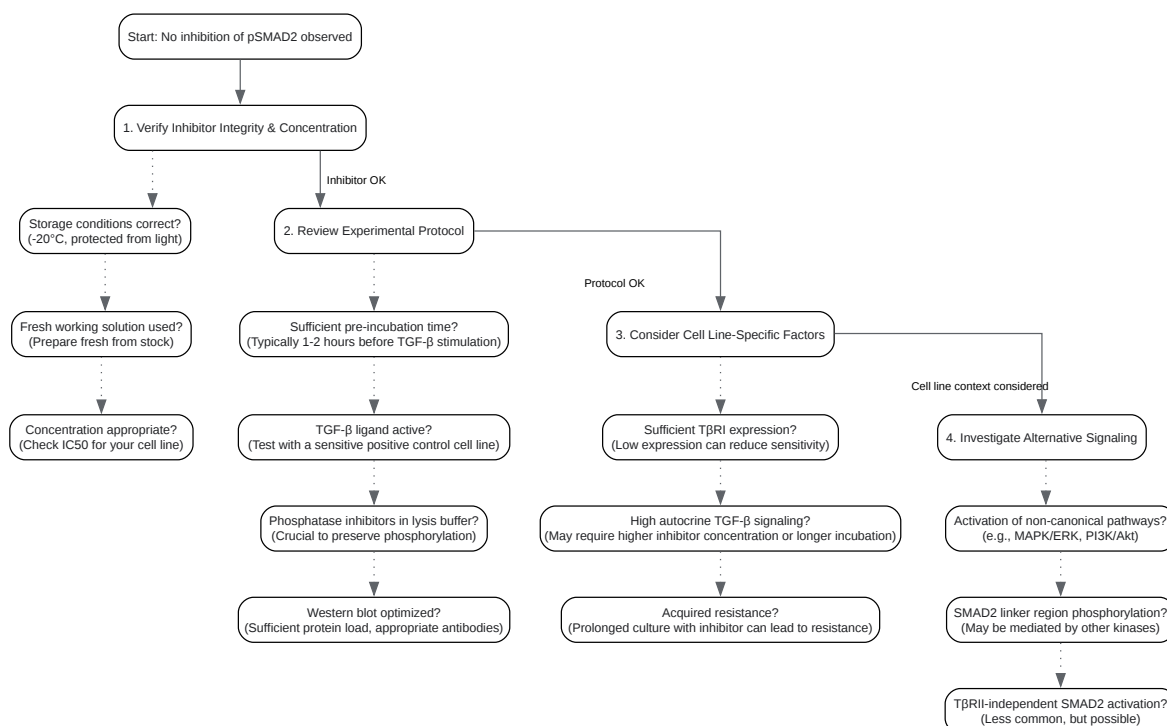 Start: No inhibition of pSMAD2 observed
1. Verify Inhibitor Integrity & Concentration
Inhibitor OK
Storage conditions correct?
(-20°C, protected from light)
2. Review Experimental Protocol
Protocol OK
Fresh working solution used?
(Prepare fresh from stock)
Sufficient pre-incubation time?
(Typically 1-2 hours before TGF-β stimulation)
3. Consider Cell Line-Specific Factors
Cell line context considered
Concentration appropriate?
(Check IC50 for your cell line)
TGF-β ligand active?
(Test with a sensitive positive control cell line)
Sufficient TβRI expression?
(Low expression can reduce sensitivity)
4. Investigate Alternative Signaling
Phosphatase inhibitors in lysis buffer?
(Crucial to preserve phosphorylation)
High autocrine TGF-β signaling?
(May require higher inhibitor concentration or longer incubation)
Activation of non-canonical pathways?
(e.g., MAPK/ERK, PI3K/Akt)
Western blot optimized?
(Sufficient protein load, appropriate antibodies)
Acquired resistance?
(Prolonged culture with inhibitor can lead to resistance)
SMAD2 linker region phosphorylation?
(May be mediated by other kinases)
TβRII-independent SMAD2 activation?
(Less common, but possible)